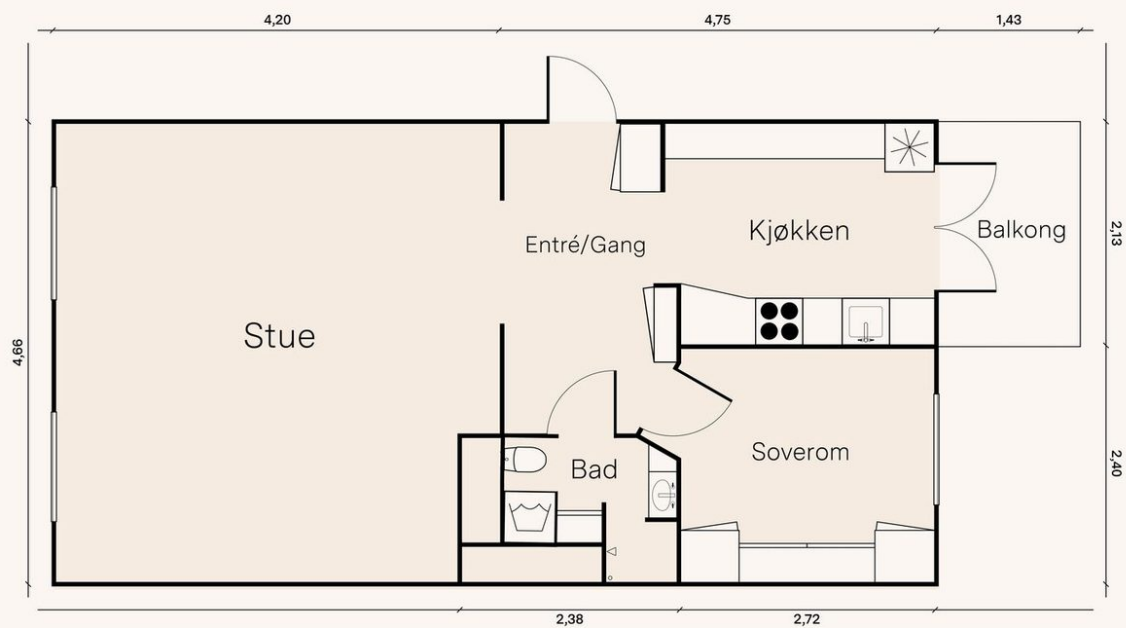 4,20
4,75
1,43
Entré/Gang
Kjøkken
Balkong
2,13
Stue
4,66
Bad
Soverom
2,40
2,38
2,72